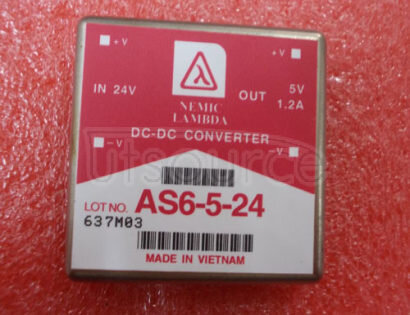 +V +V
IN 24V OUT 5V
1.2A
NEMIC
LAMBDA
DC-DC CONVERTER
-V -V
Utsource
LOT NO. AS6-5-24
637M03
MADE IN VIETNAM